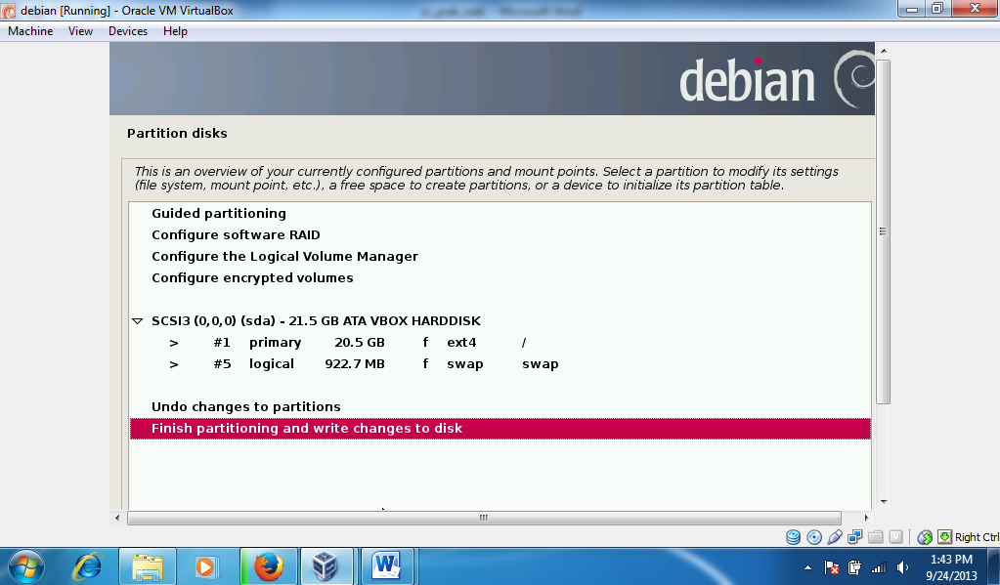 debian [Running] - Oracle VM VirtualBox
Machine View Devices Help
debian
Partition disks
This is an overview of your currently configured partitions and mount points. Select a partition to modify its settings
(file system, mount point, etc.), a free space to create partitions, or a device to initialize its partition table.
Guided partitioning
Configure software RAID
Configure the Logical Volume Manager
Configure encrypted volumes
SCSI3 (0,0,0) (sda) - 21.5 GB ATA VBOX HARDDISK
> #1 primary 20.5 GB f ext4 /
> #5 logical 922.7 MB f swap swap
Undo changes to partitions
Finish partitioning and write changes to disk
Right Ctrl
1:43 PM
9/24/2013